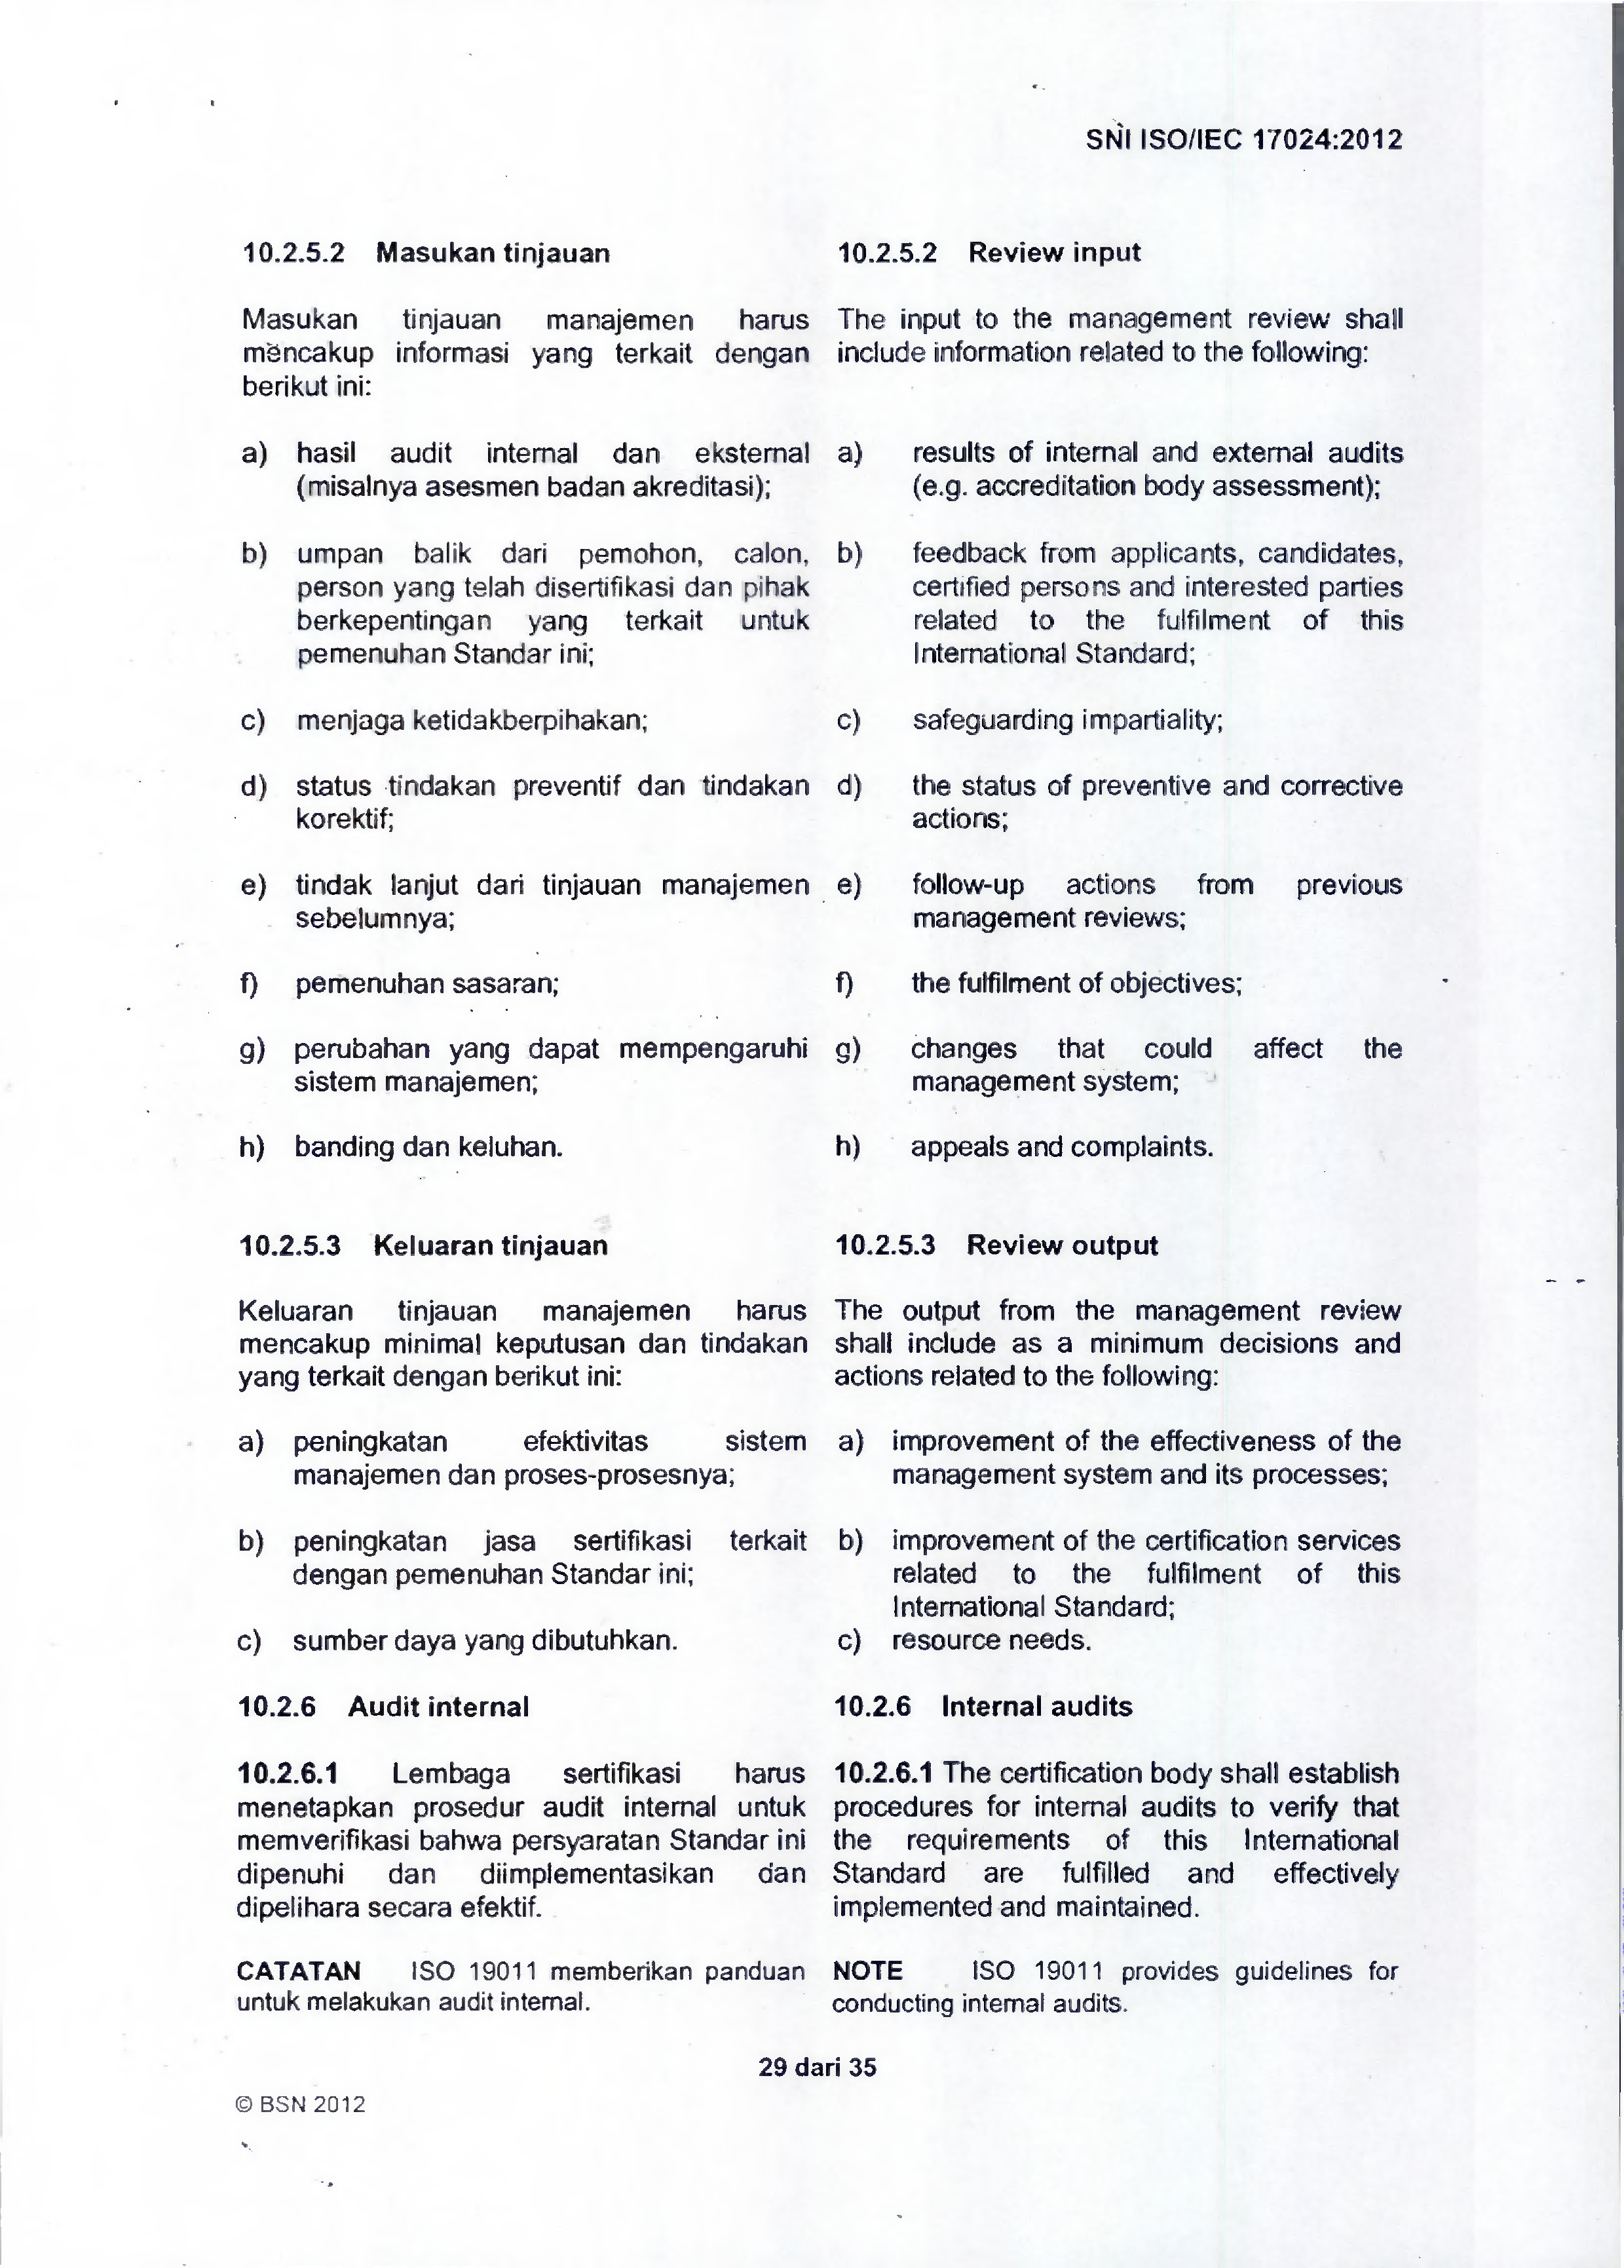 SNI ISO/IEC 17024:2012
10.2.5.2 Masukan tinjauan
Masukan tinjauan manajemen harus
mencakup informasi yang terkait dengan
berikut ini:
a) hasil audit internal dan eksternal
(misalnya asesmen badan akreditasi);
b) umpan balik dari pemohon, calon,
person yang telah disertifikasi dan pihak
berkepentingan yang terkait untuk
pemenuhan Standar ini;
c) menjaga ketidakberpihakan;
d) status tindakan preventif dan tindakan
korektif;
e) tindak lanjut dari tinjauan manajemen
sebelumnya;
f) pemenuhan sasaran;
g) perubahan yang dapat mempengaruhi
sistem manajemen;
h) banding dan keluhan.
10.2.5.3 Keluaran tinjauan
Keluaran tinjauan manajemen harus
mencakup minimal keputusan dan tindakan
yang terkait dengan berikut ini:
a) peningkatan efektivitas sistem
manajemen dan proses-prosesnya;
b) peningkatan jasa sertifikasi terkait
dengan pemenuhan Standar ini;
c) sumber daya yang dibutuhkan.
10.2.6 Audit internal
10.2.6.1 Lembaga sertifikasi harus
menetapkan prosedur audit internal untuk
memverifikasi bahwa persyaratan Standar ini
dipenuhi dan diimplementasikan dan
dipelihara secara efektif.
CATATAN ISO 19011 memberikan panduan
untuk melakukan audit internal.
10.2.5.2 Review input
The input to the management review shall
include information related to the following:
a) results of internal and external audits
(e.g. accreditation body assessment);
b) feedback from applicants, candidates,
certified persons and interested parties
related to the fulfilment of this
International Standard;
c) safeguarding impartiality;
d) the status of preventive and corrective
actions;
e) follow-up actions from previous
management reviews;
f) the fulfilment of objectives;
g) changes that could affect the
management system;
h) appeals and complaints.
10.2.5.3 Review output
The output from the management review
shall include as a minimum decisions and
actions related to the following:
a) improvement of the effectiveness of the
management system and its processes;
b) improvement of the certification services
related to the fulfilment of this
International Standard;
c) resource needs.
10.2.6 Internal audits
10.2.6.1 The certification body shall establish
procedures for internal audits to verify that
the requirements of this International
Standard are fulfilled and effectively
implemented and maintained.
NOTE ISO 19011 provides guidelines for
conducting internal audits.
29 dari 35
© BSN 2012